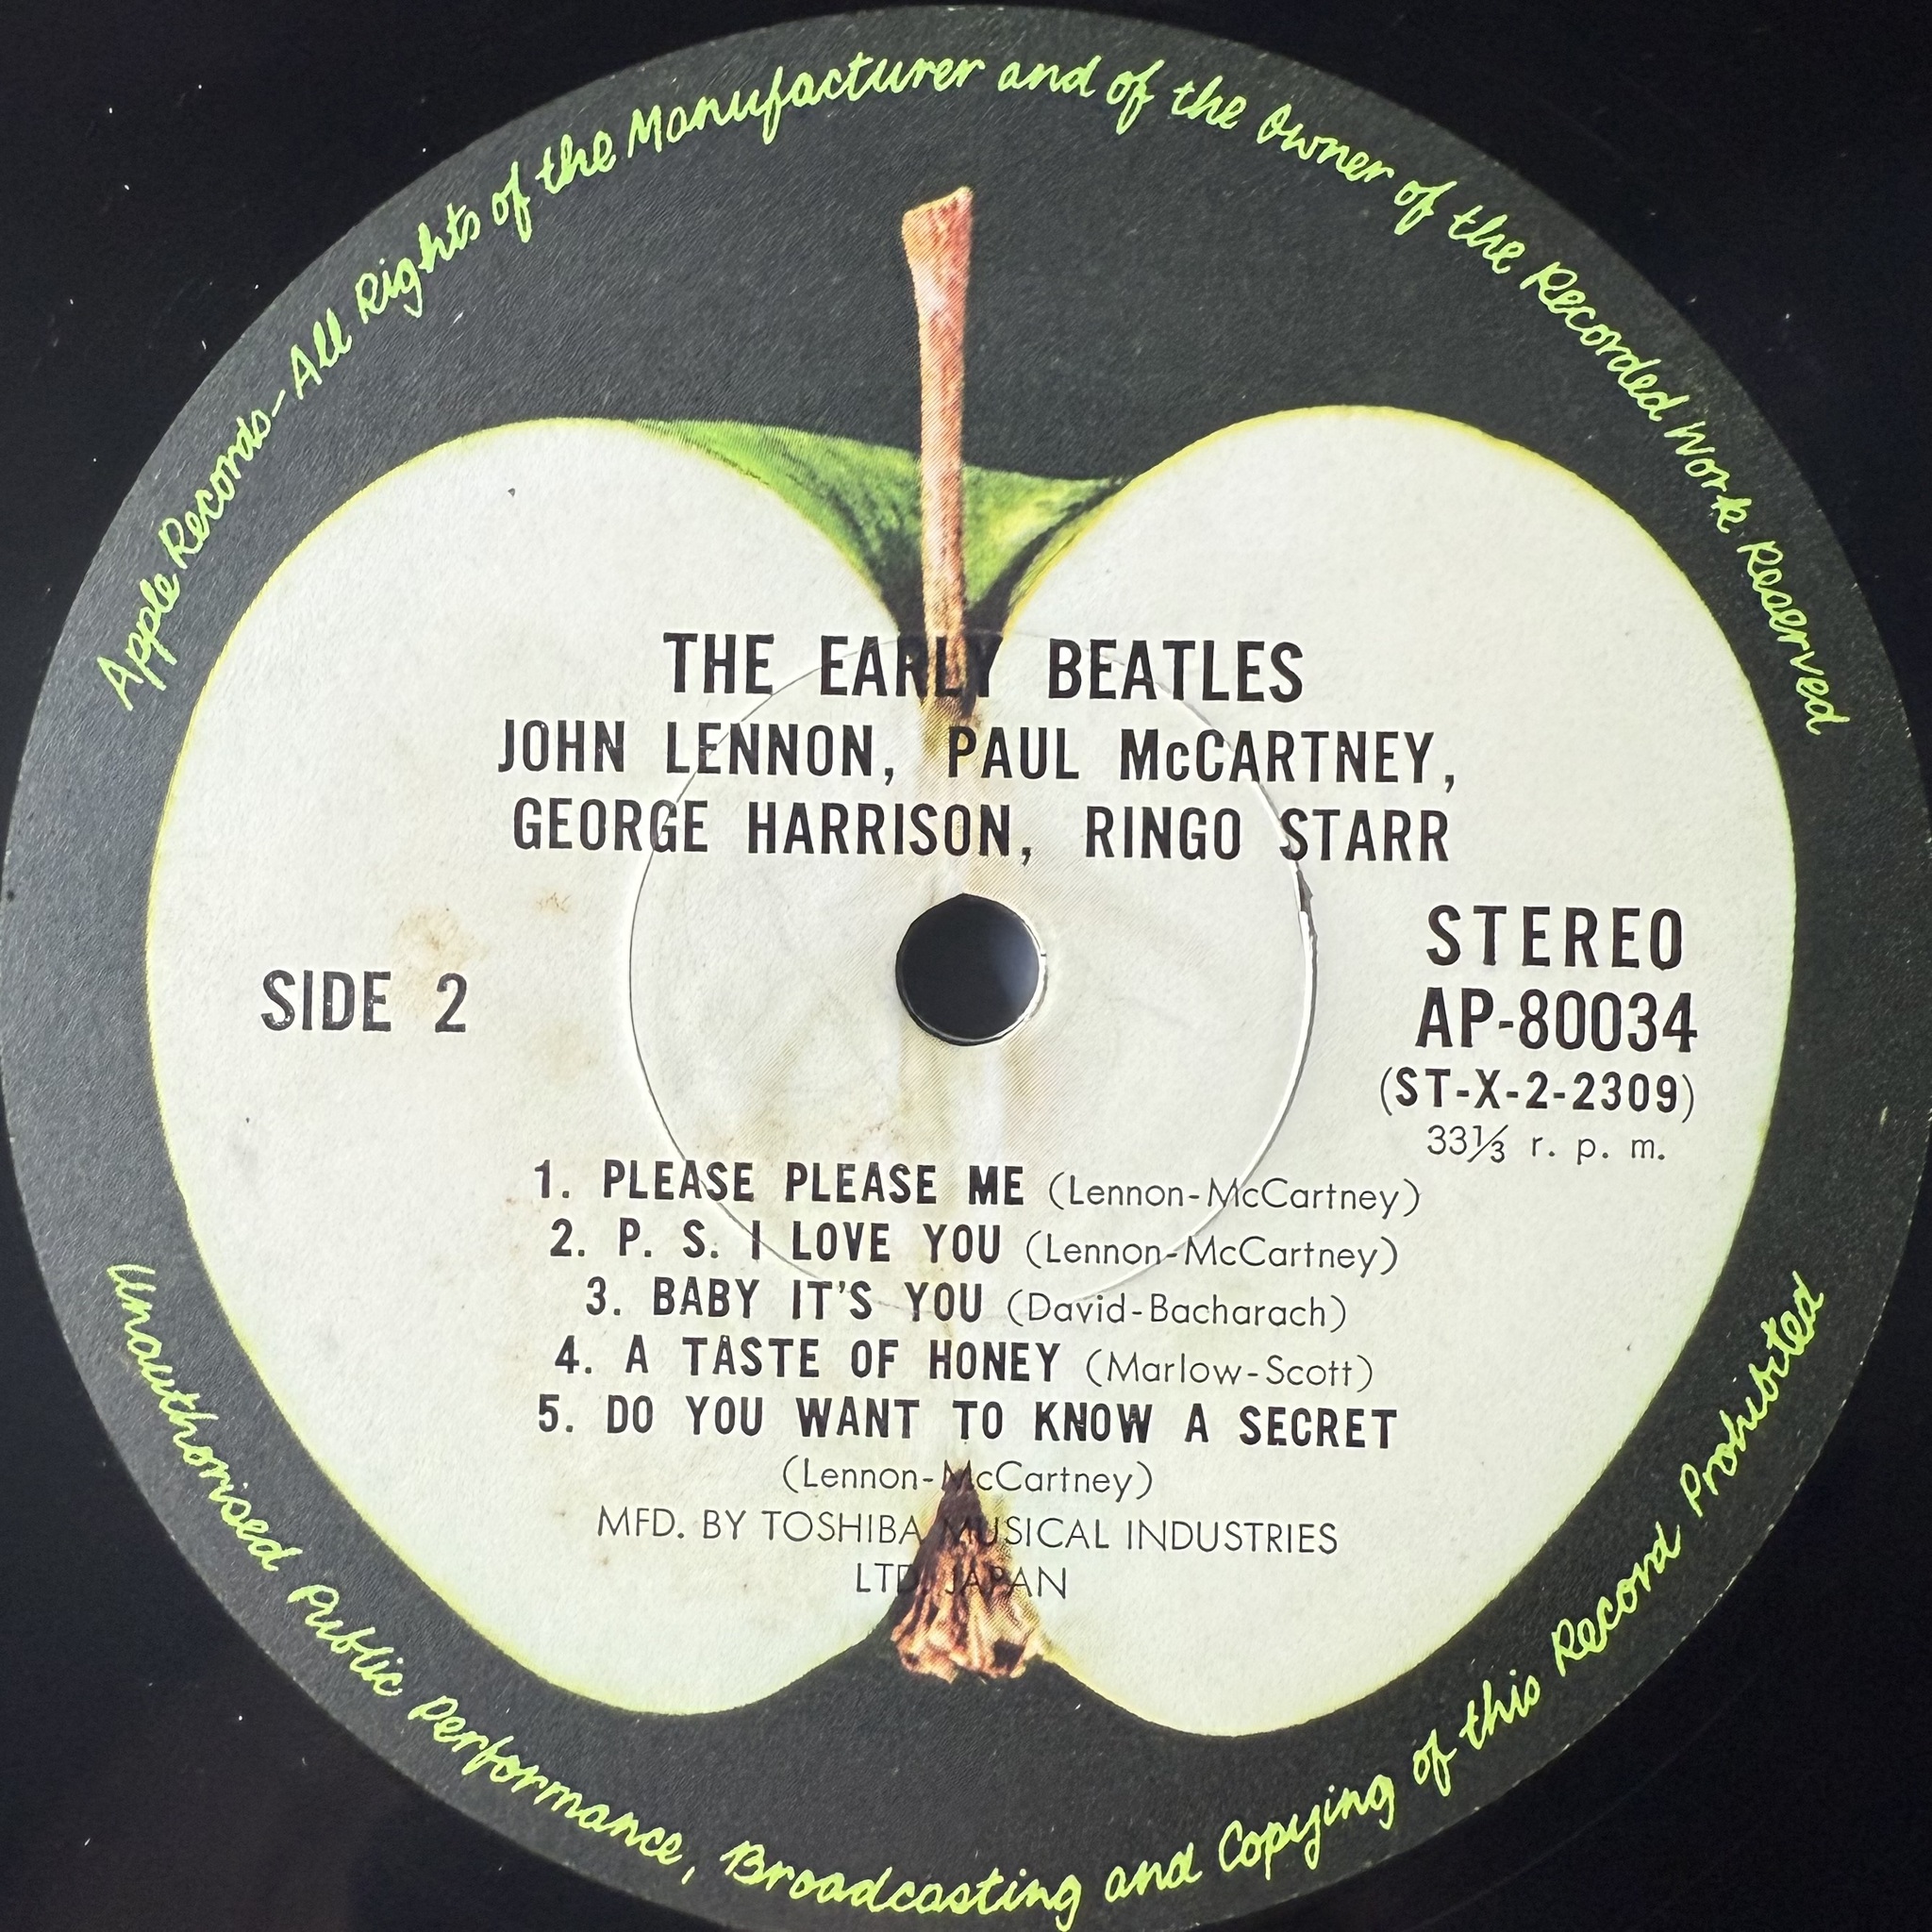 Apple Records-All Rights of the Manufacturer and of the Owner of the Recorded Work Reserved
THE EARLY BEATLES
JOHN LENNON, PAUL McCARTNEY,
GEORGE HARRISON, RINGO STARR
SIDE 2
STEREO
AP-80034
(ST-X-2-2309)
33⅓ r. p. m.
1. PLEASE PLEASE ME (Lennon-McCartney)
2. P. S. I LOVE YOU (Lennon-McCartney)
3. BABY IT'S YOU (David-Bacharach)
4. A TASTE OF HONEY (Marlow-Scott)
5. DO YOU WANT TO KNOW A SECRET
(Lennon-McCartney)
MFD. BY TOSHIBA MUSICAL INDUSTRIES
LTD. JAPAN
Unauthorised Public Performance, Broadcasting and Copying of this Record Prohibited